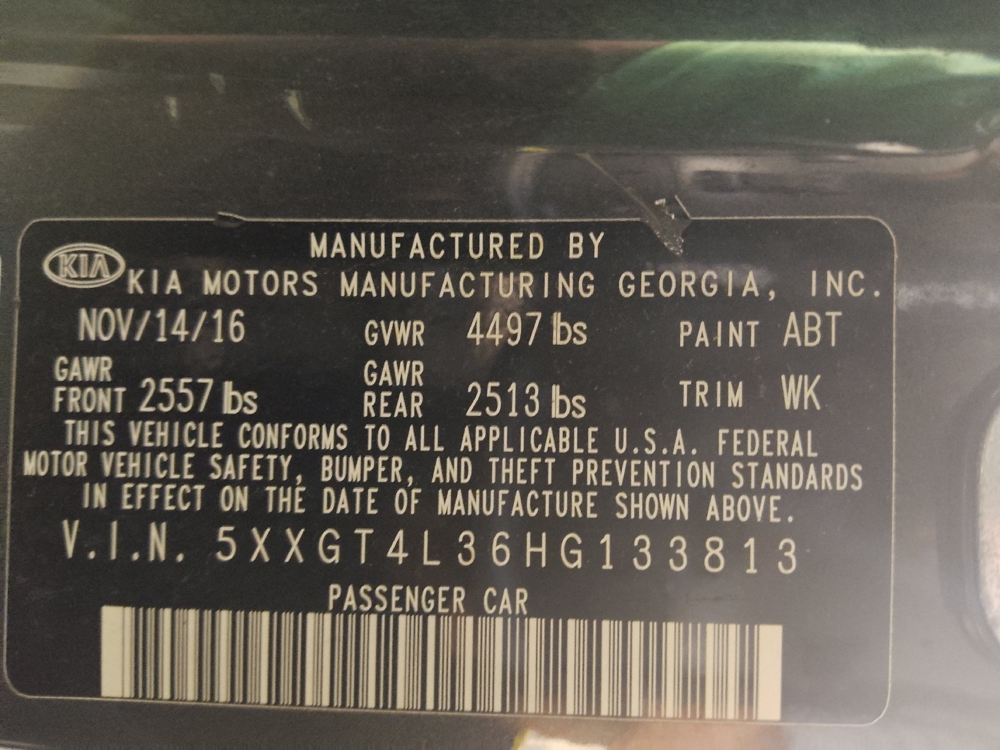 MANUFACTURED BY
KIA KIA MOTORS MANUFACTURING GEORGIA, INC.
NOV/14/16 GVWR 4497 lbs PAINT ABT
GAWR FRONT 2557 lbs GAWR REAR 2513 lbs TRIM WK
THIS VEHICLE CONFORMS TO ALL APPLICABLE U.S.A. FEDERAL
MOTOR VEHICLE SAFETY, BUMPER, AND THEFT PREVENTION STANDARDS
IN EFFECT ON THE DATE OF MANUFACTURE SHOWN ABOVE.
V.I.N. 5XXGT4L36HG133813
PASSENGER CAR